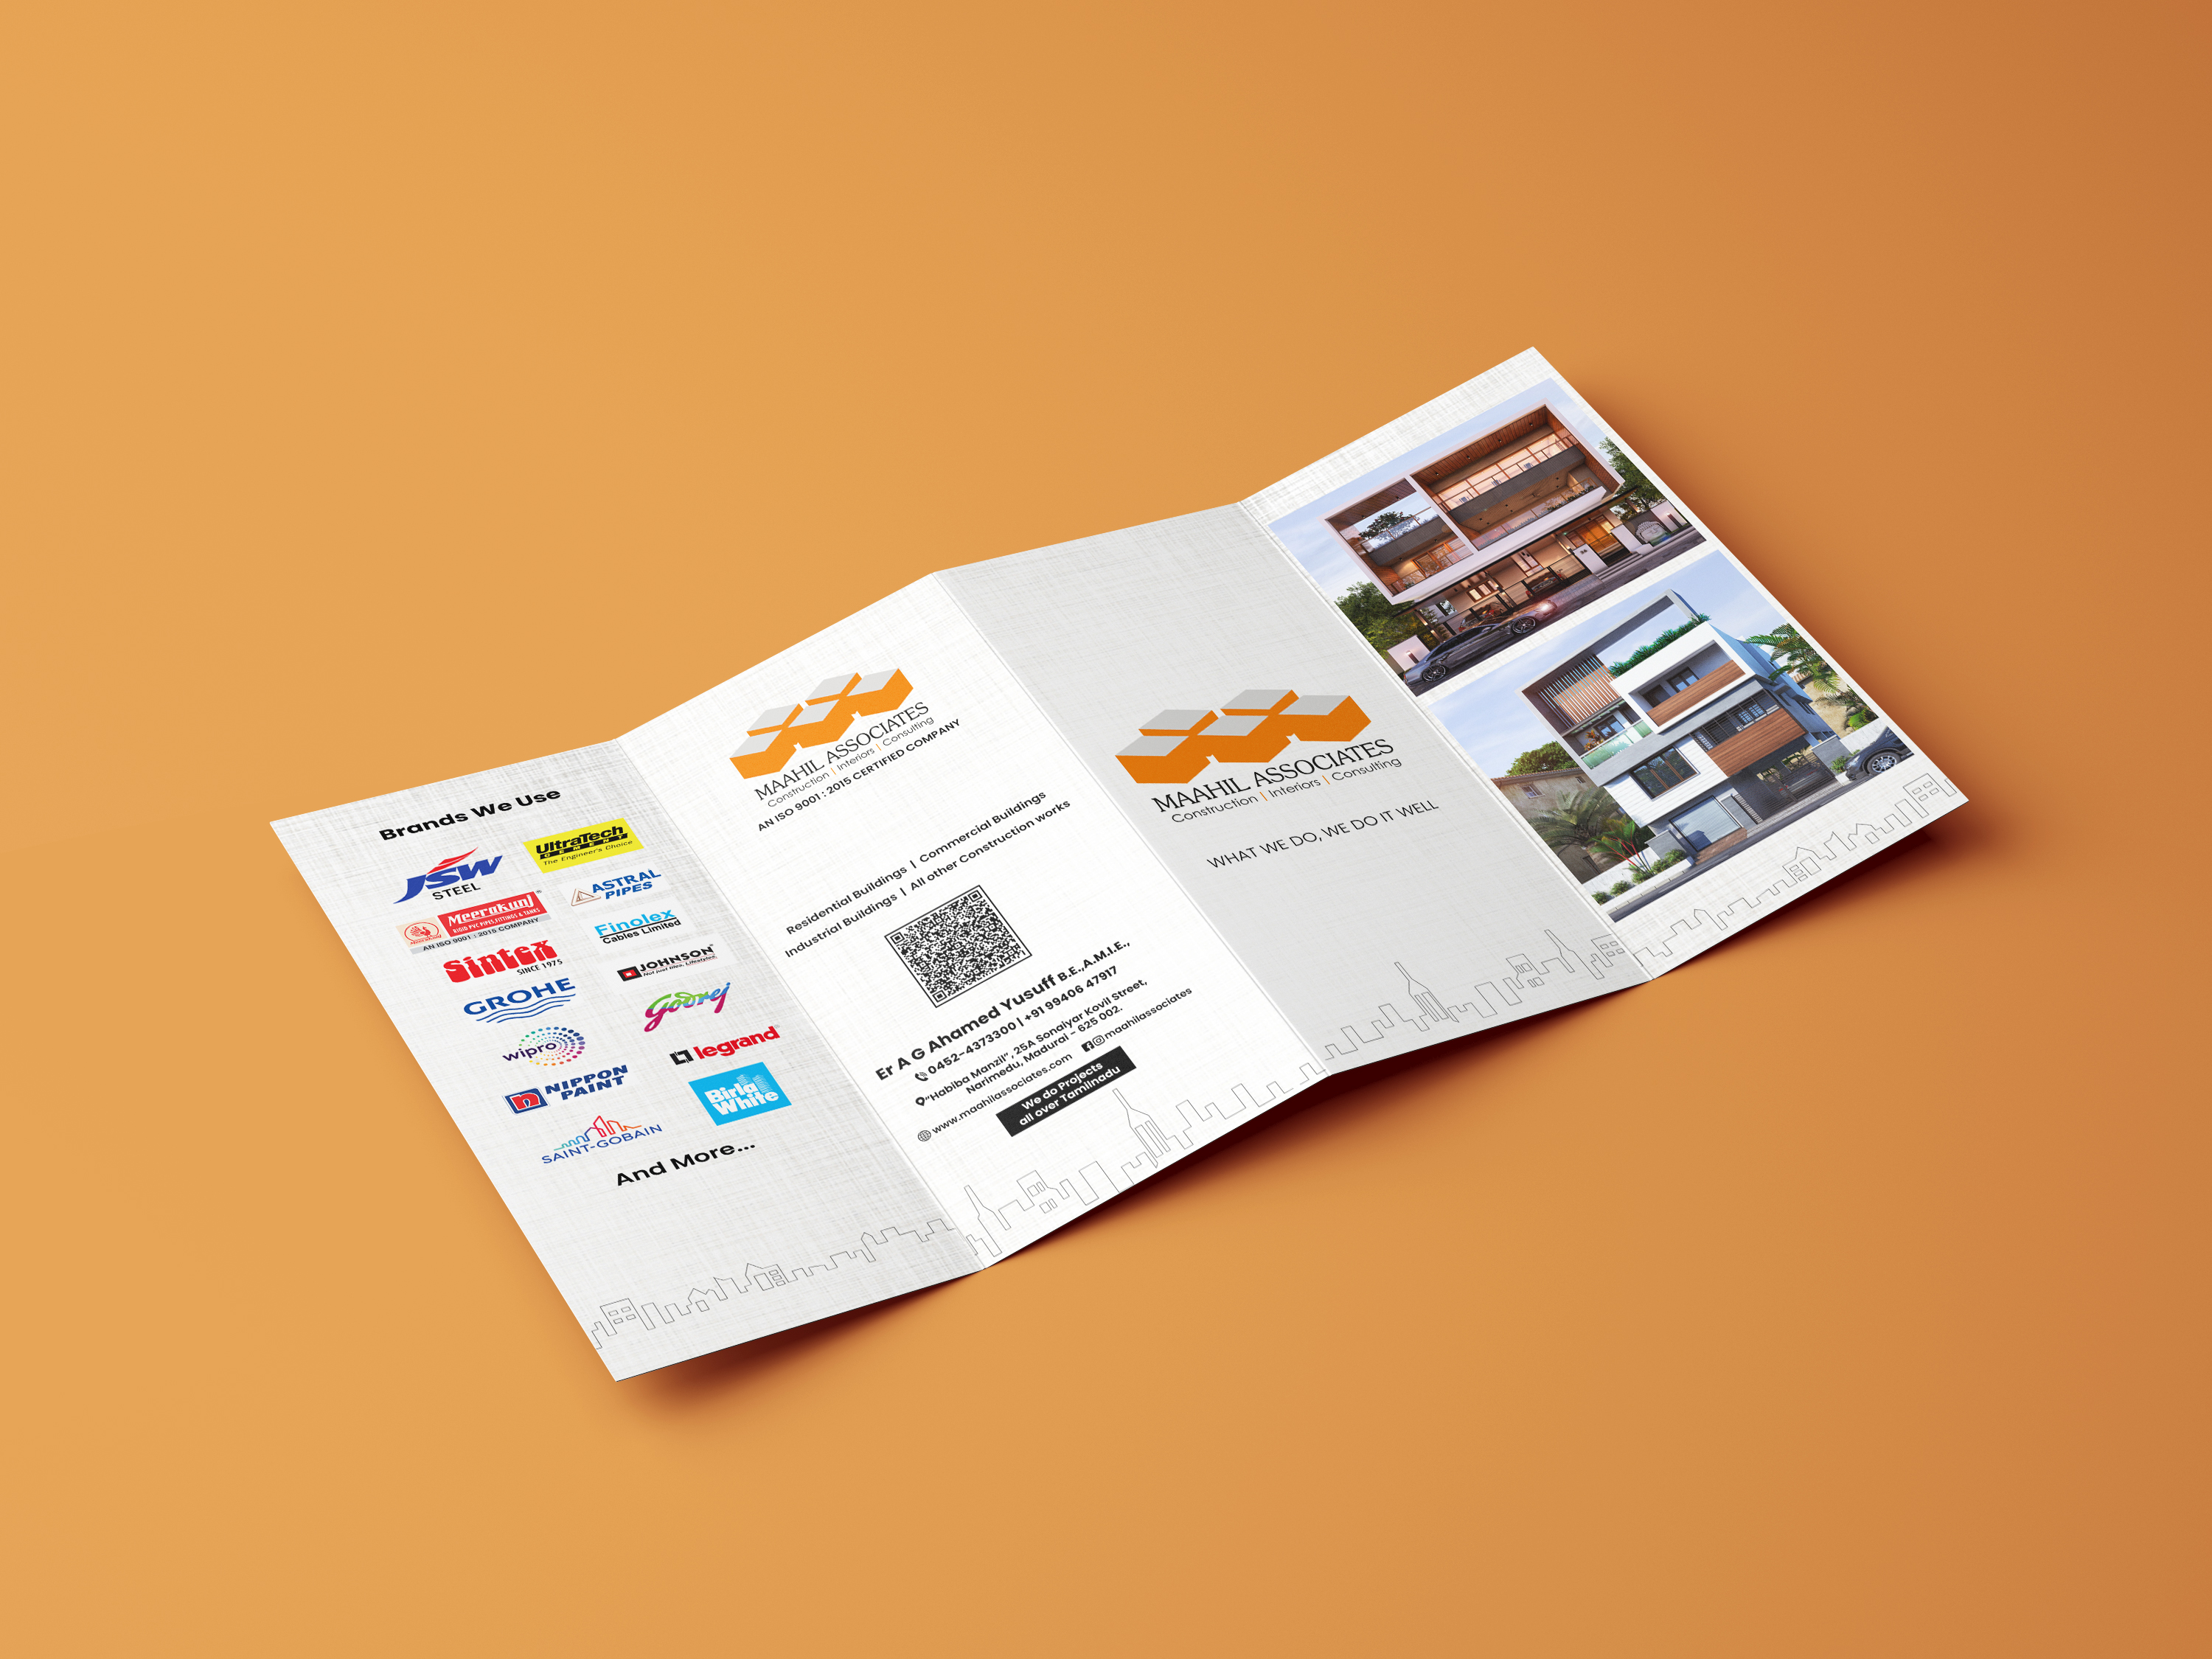 Brands We Use
JSW
STEEL
UltraTech
CEMENT
The Engineer's Choice
Meerakunj
RIGID PVC PIPES, FITTINGS & TANKS
AN ISO 9001 : 2015 COMPANY
ASTRAL
PIPES
Sintex
SINCE 1975
Finolex
Cables Limited
GROHE
JOHNSON
Not just tiles, Lifestyles.
wipro
Godrej
NIPPON
PAINT
legrand
SAINT-GOBAIN
Birla
White
And More...
MAAHIL ASSOCIATES
Construction | Interiors | Consulting
AN ISO 9001 : 2015 CERTIFIED COMPANY
Residential Buildings | Commercial Buildings
Industrial Buildings | All other Construction works
Er A G Ahamed Yusuff B.E.,A.M.I.E.,
0452-4373300 | +91 99406 47917
"Habiba Manzil", 25A Sonaiyar Kovil Street,
Narimedu, Madurai - 625 002.
www.maahilassociates.com maahilassociates
We do Projects
all over Tamilnadu
MAAHIL ASSOCIATES
Construction | Interiors | Consulting
WHAT WE DO, WE DO IT WELL